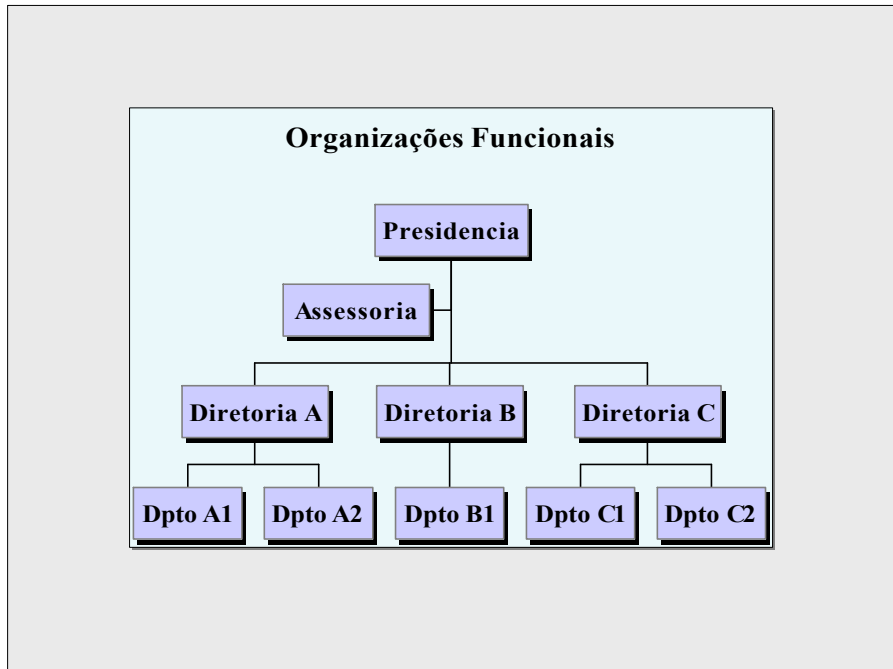 Organizações Funcionais
Presidencia
Assessoria
Diretoria A
Diretoria B
Diretoria C
Dpto A1
Dpto A2
Dpto B1
Dpto C1
Dpto C2